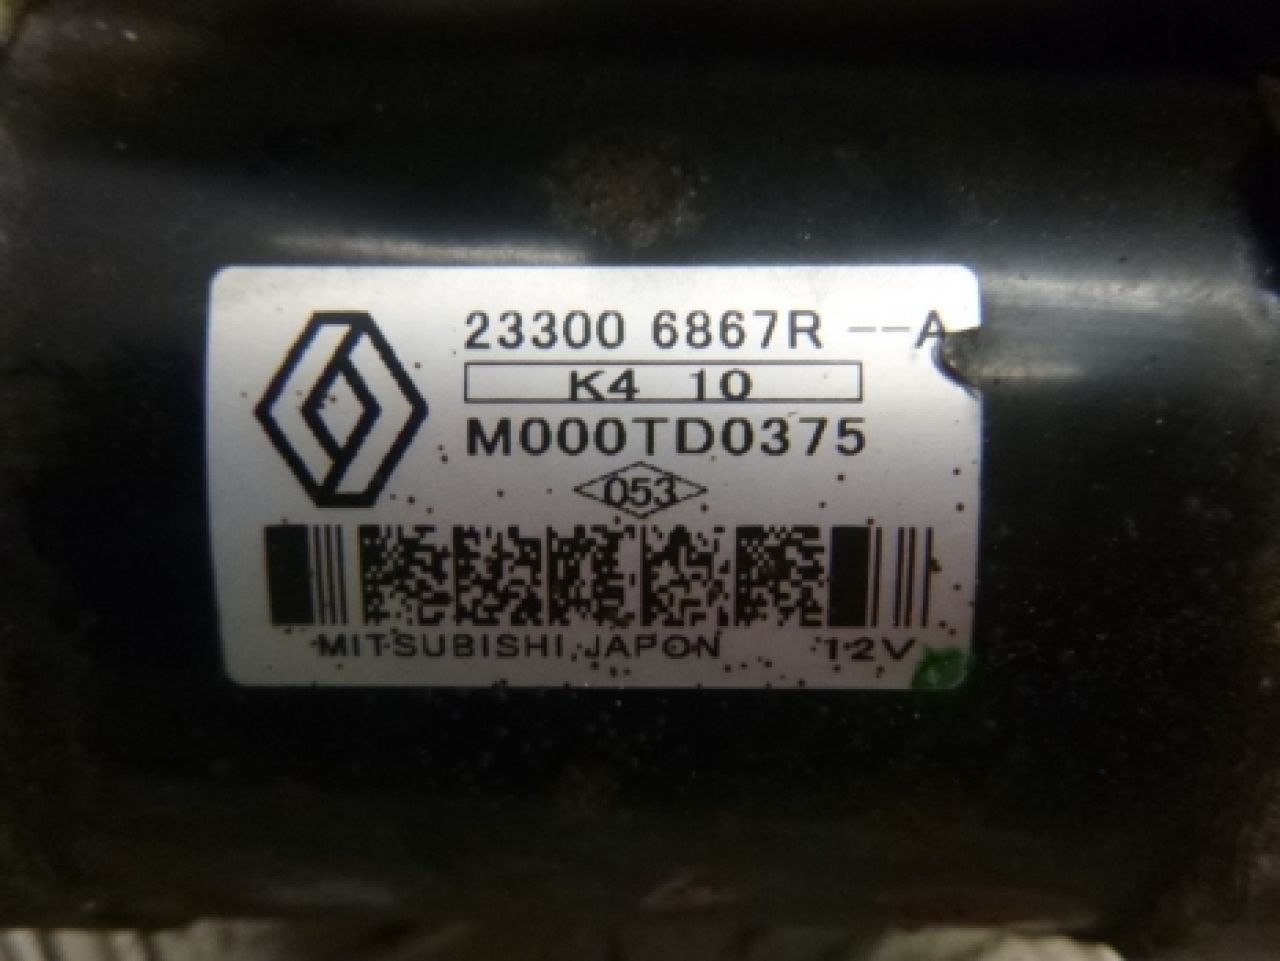 23300 6867R --A
K4 10
M000TD0375
053
MITSUBISHI, JAPON 12V